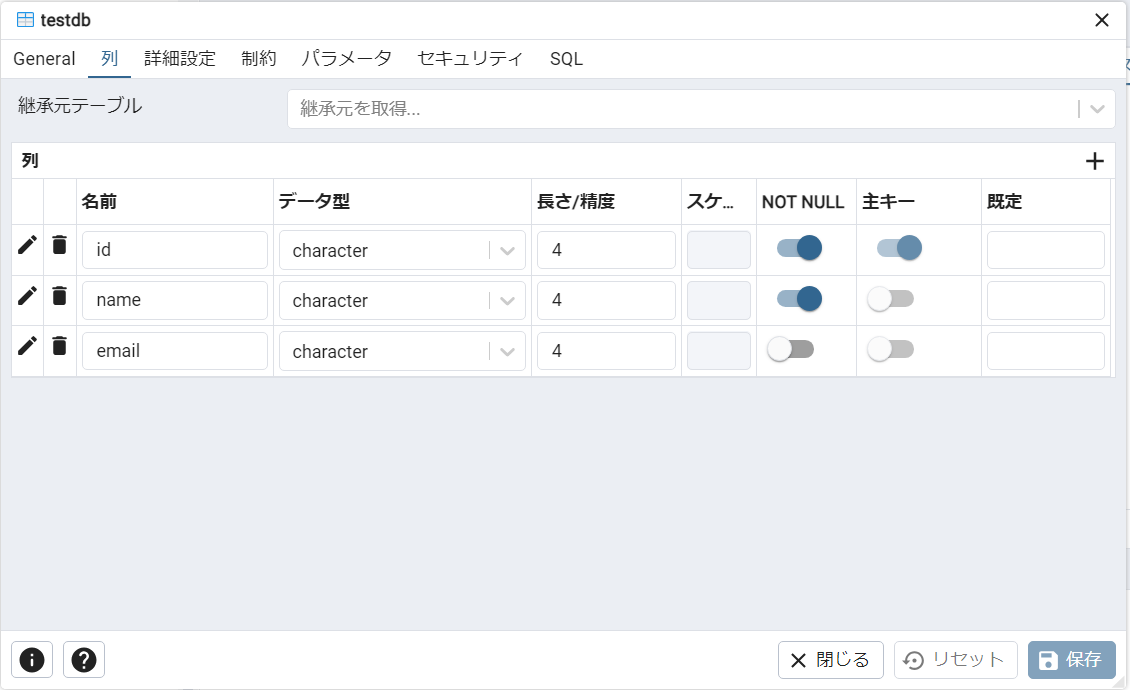 testdb
General 列 詳細設定 制約 パラメータ セキュリティ SQL
継承元テーブル 継承元を取得...
列
名前 データ型 長さ/精度 スケ... NOT NULL 主キー 既定
id character 4
name character 4
email character 4
閉じる リセット 保存